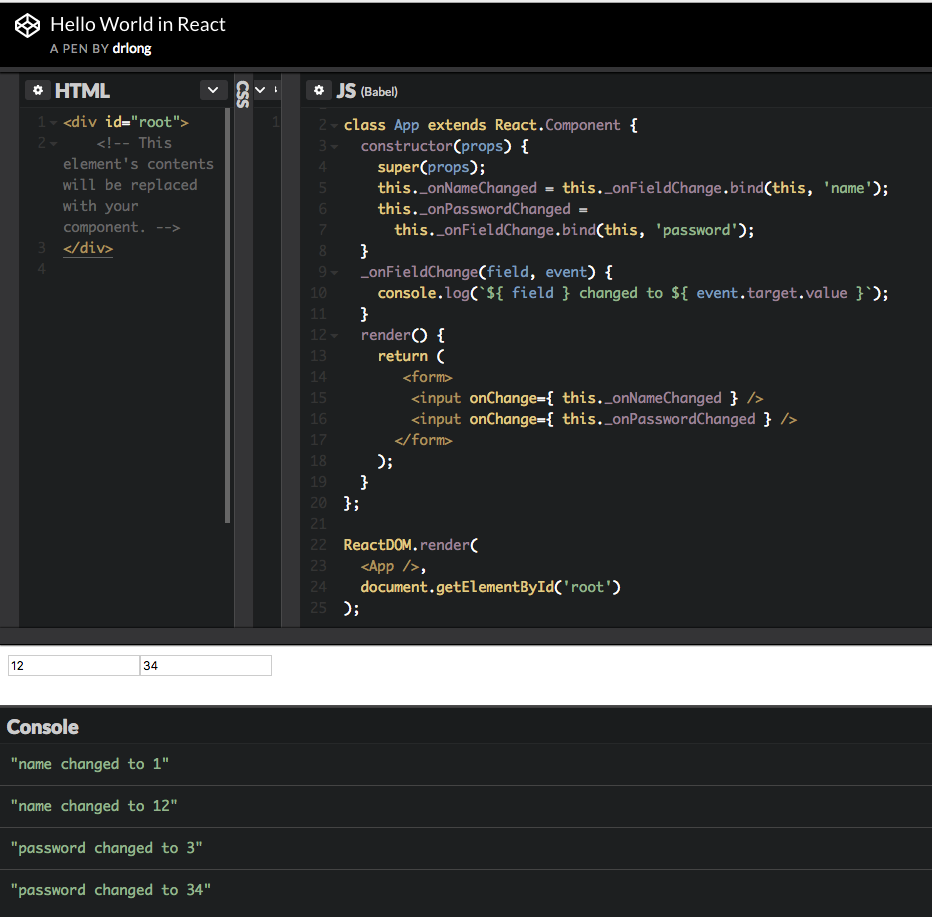 Hello World in React
A PEN BY drlong
HTML
1 <div id="root">
2 <!-- This
element's contents
will be replaced
with your
component. -->
3 </div>
4
CSS
1
JS (Babel)
2 class App extends React.Component {
3 constructor(props) {
4 super(props);
5 this._onNameChanged = this._onFieldChange.bind(this, 'name');
6 this._onPasswordChanged =
7 this._onFieldChange.bind(this, 'password');
8 }
9 _onFieldChange(field, event) {
10 console.log(`${ field } changed to ${ event.target.value }`);
11 }
12 render() {
13 return (
14 <form>
15 <input onChange={ this._onNameChanged } />
16 <input onChange={ this._onPasswordChanged } />
17 </form>
18 );
19 }
20 };
21
22 ReactDOM.render(
23 <App />,
24 document.getElementById('root')
25 );
12 34
Console
"name changed to 1"
"name changed to 12"
"password changed to 3"
"password changed to 34"